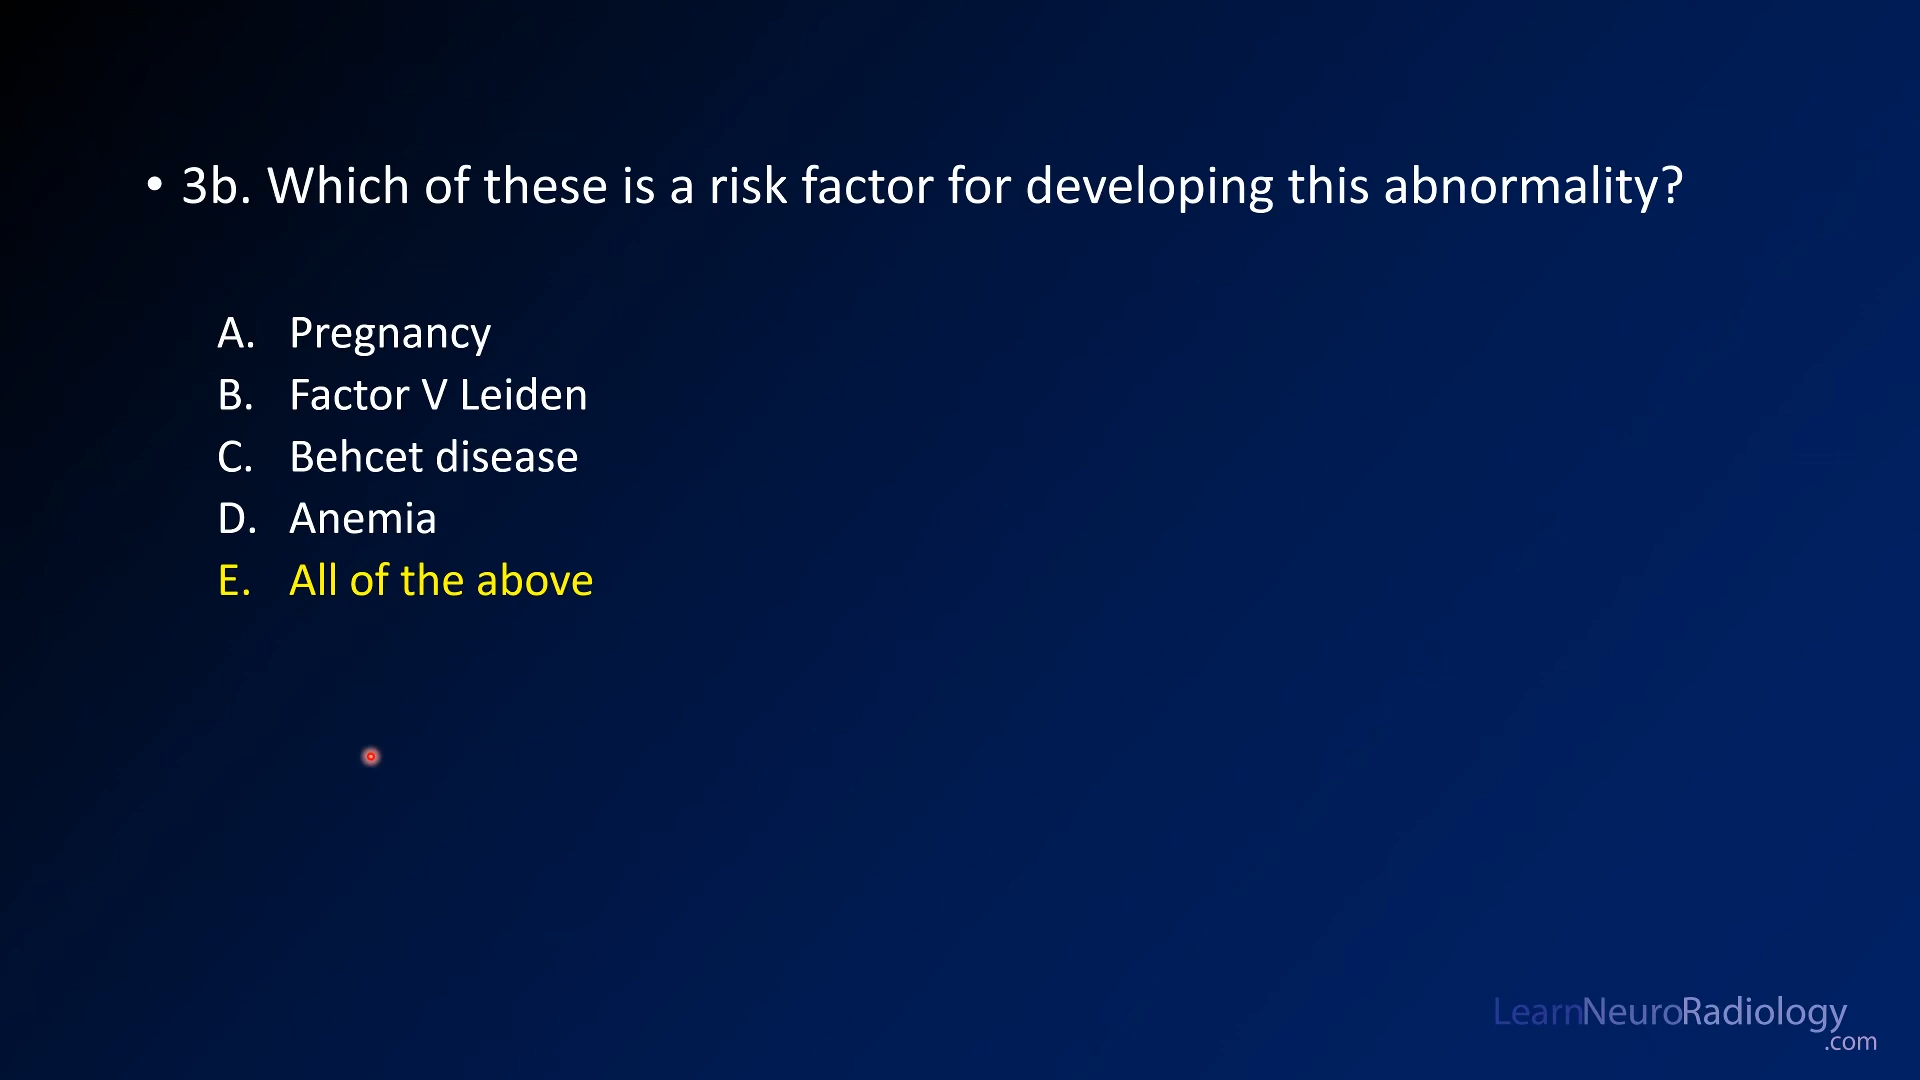 • 3b. Which of these is a risk factor for developing this abnormality?
A. Pregnancy
B. Factor V Leiden
C. Behcet disease
D. Anemia
E. All of the above
LearnNeuroRadiology
.com